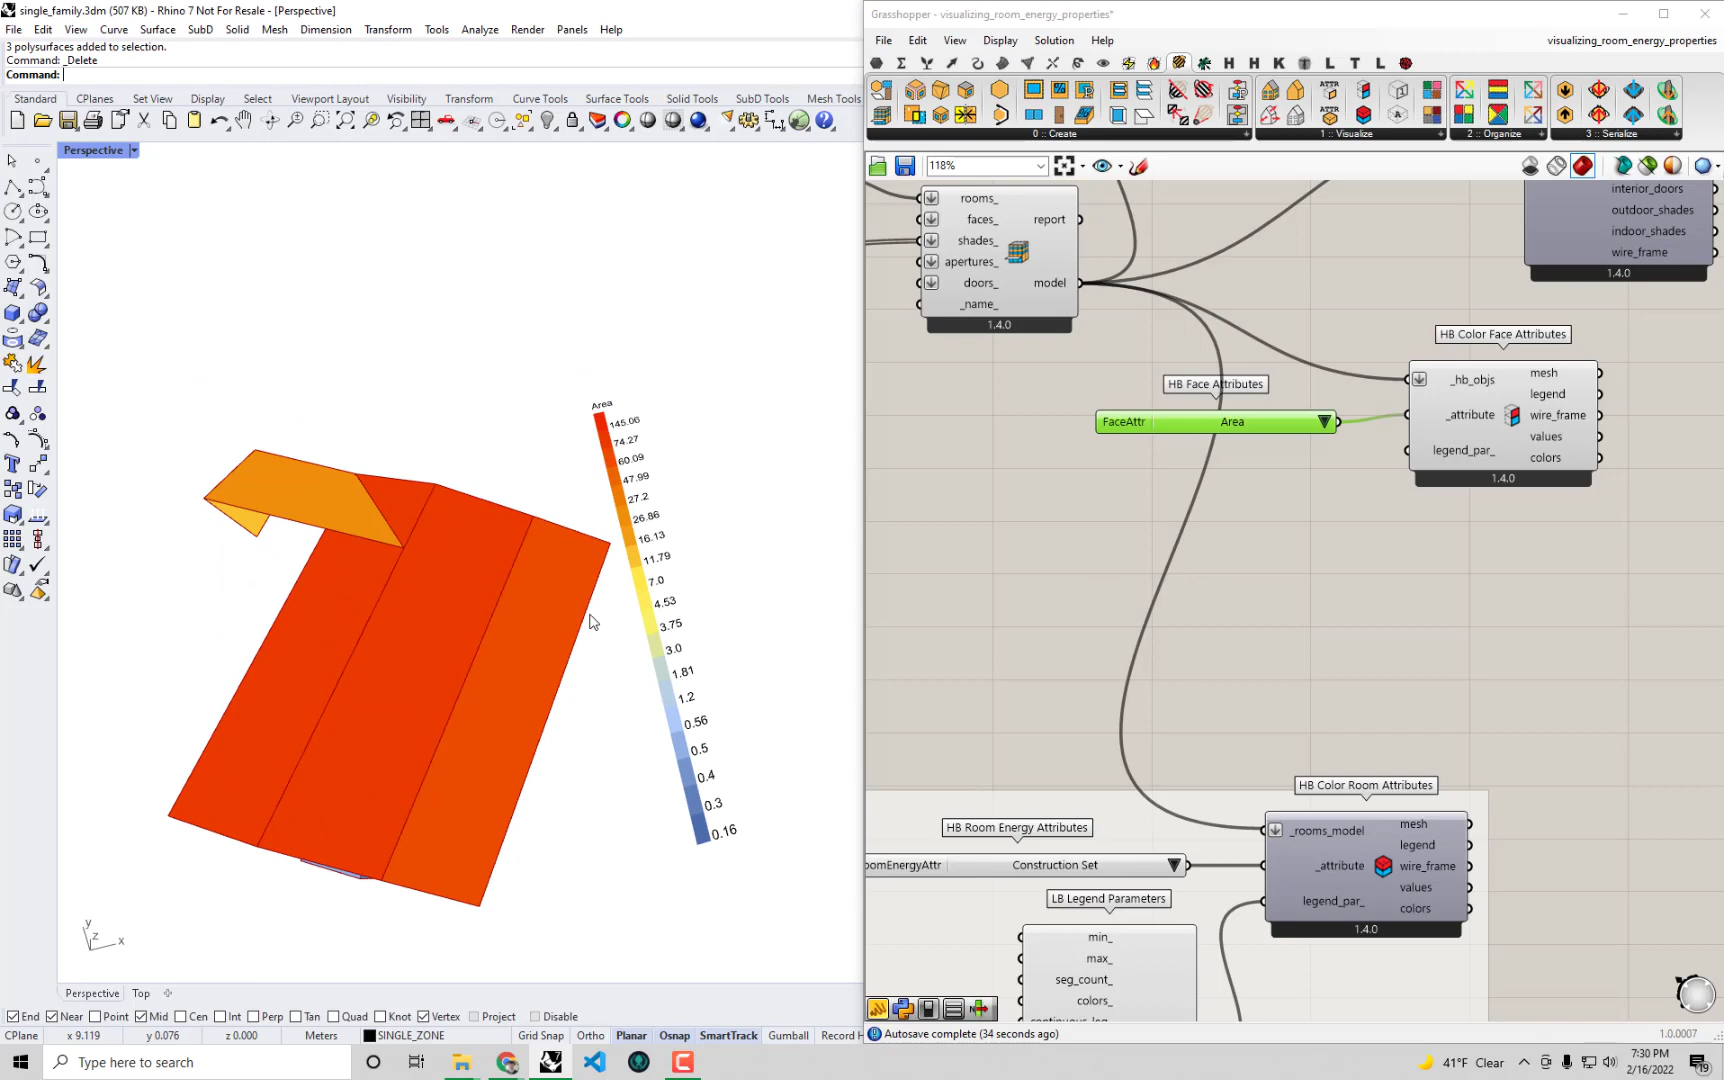 single_family.3dm (507 KB) - Rhino 7 Not For Resale - [Perspective]
File Edit View Curve Surface SubD Solid Mesh Dimension Transform Tools Analyze Render Panels Help
3 polysurfaces added to selection.
Command: _Delete
Command:
Standard CPlanes Set View Display Select Viewport Layout Visibility Transform Curve Tools Surface Tools Solid Tools SubD Tools Mesh Tools
Perspective
Area
145.06
74.27
60.09
47.99
27.2
26.86
16.13
11.79
7.0
4.53
3.75
3.0
1.81
1.2
0.56
0.5
0.4
0.3
0.16
y
z
x
Perspective Top
End Near Point Mid Cen Int Perp Tan Quad Knot Vertex Project Disable
CPlane x 9.119 y 0.076 z 0.000 Meters SINGLE_ZONE Grid Snap Ortho Planar Osnap SmartTrack Gumball Record H
Grasshopper - visualizing_room_energy_properties*
File Edit View Display Solution Help
visualizing_room_energy_properties*
H H K L T L
ATTR
ATTR
0 :: Create
1 :: Visualize
2 :: Organize
3 :: Serialize
118%
rooms_
faces_
shades_
apertures_
doors_
_name_
report
model
1.4.0
interior_doors
outdoor_shades
indoor_shades
wire_frame
1.4.0
HB Color Face Attributes
_hb_objs
_attribute
legend_par_
mesh
legend
wire_frame
values
colors
1.4.0
HB Face Attributes
FaceAttr Area
HB Color Room Attributes
_rooms_model
_attribute
legend_par_
mesh
legend
wire_frame
values
colors
1.4.0
HB Room Energy Attributes
oomEnergyAttr Construction Set
LB Legend Parameters
min_
max_
seg_count_
colors_
Autosave complete (34 seconds ago)
1.0.0007
Type here to search
41°F Clear
7:30 PM
2/16/2022
19